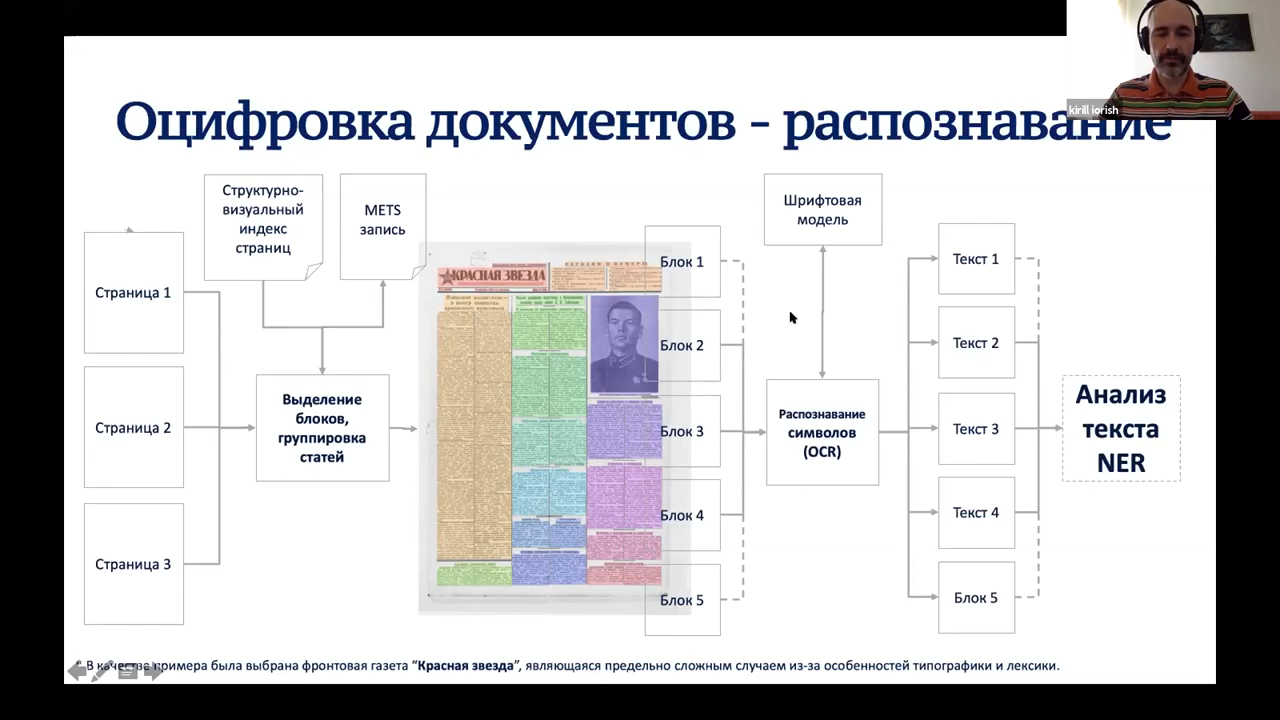 kirill iorish
Оцифровка документов - распознавание
Структурно-
визуальный
индекс
страниц
METS
запись
Страница 1
Страница 2
Страница 3
Выделение
блоков,
группировка
статей
КРАСНАЯ ЗВЕЗДА
Блок 1
Блок 2
Блок 3
Блок 4
Блок 5
Шрифтовая
модель
Распознавание
символов
(OCR)
Текст 1
Текст 2
Текст 3
Текст 4
Блок 5
Анализ
текста
NER
* В качестве примера была выбрана фронтовая газета “Красная звезда”, являющаяся предельно сложным случаем из-за особенностей типографики и лексики.